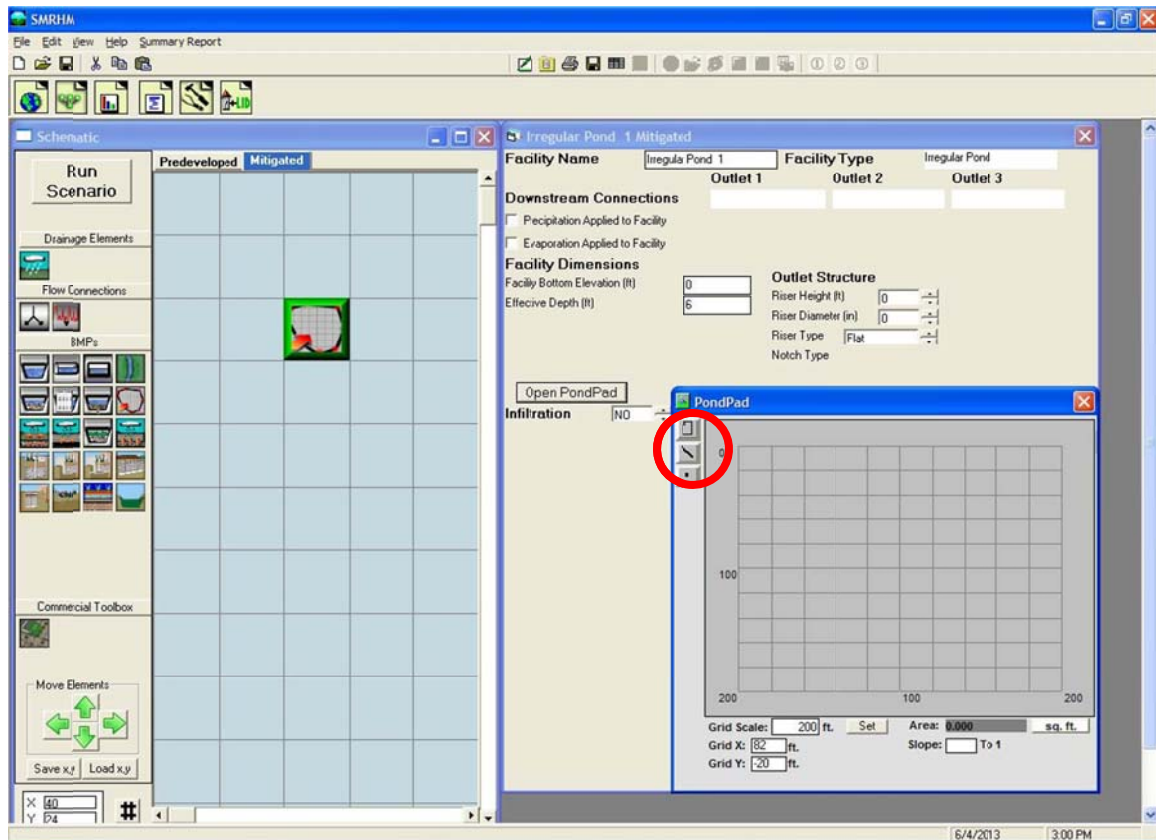 SMRHM
File Edit View Help Summary Report
Schematic
Run
Scenario
Predeveloped Mitigated
Drainage Elements
Flow Connections
BMPs
Commercial Toolbox
Move Elements
Save x,y Load x,y
X 40
Y 24
#
Irregular Pond 1 Mitigated
Facility Name Irregula Pond 1 Facility Type Irregular Pond
Outlet 1 Outlet 2 Outlet 3
Downstream Connections
Pecipitation Applied to Facility
Evaporation Applied to Facility
Facility Dimensions
Faciliy Bottom Elevation (ft) 0
Effecive Depth (ft) 6
Outlet Structure
Riser Height (ft) 0
Riser Diameter (in) 0
Riser Type Flat
Notch Type
Open PondPad
Infiltration NO
PondPad
0
100
200 100 200
Grid Scale: 200 ft. Set Area: 0.000 sq. ft.
Grid X: 82 ft. Slope: To 1
Grid Y: -20 ft.
6/4/2013 3:00 PM